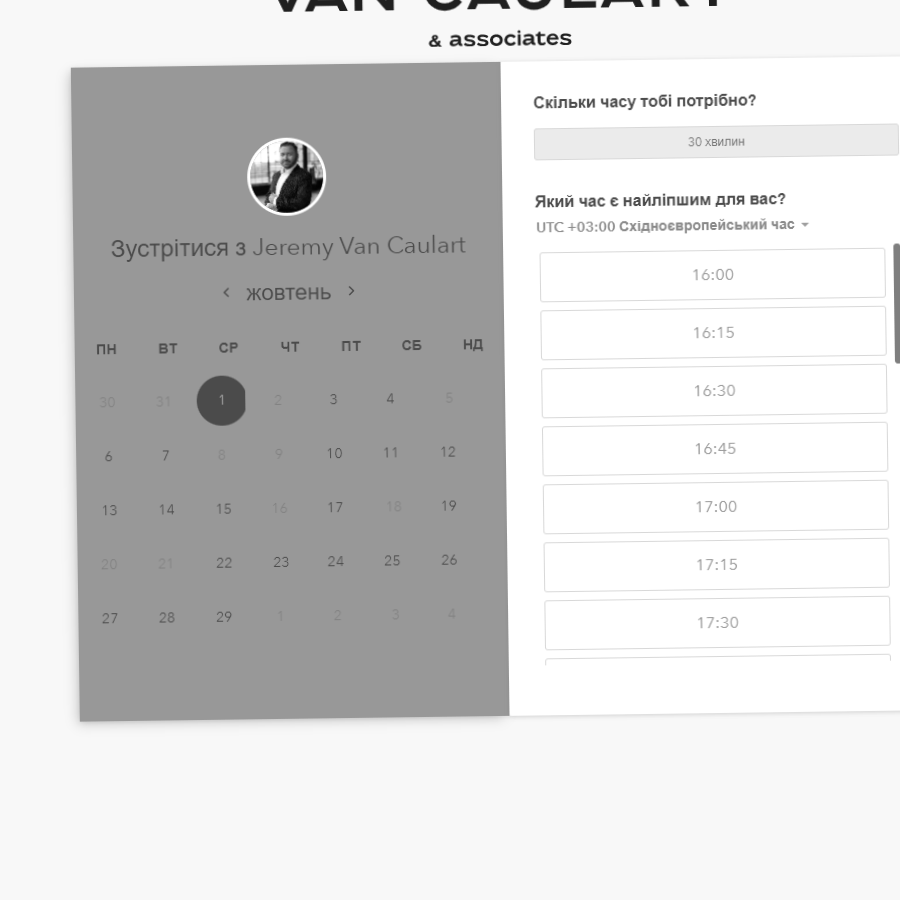 VAN CAULART
& associates
Зустрітися з Jeremy Van Caulart
жовтень
ПН ВТ СР ЧТ ПТ СБ НД
30 31 1 2 3 4 5
6 7 8 9 10 11 12
13 14 15 16 17 18 19
20 21 22 23 24 25 26
27 28 29 1 2 3 4
Скільки часу тобі потрібно?
30 хвилин
Який час є найліпшим для вас?
UTC +03:00 Східноєвропейський час
16:00
16:15
16:30
16:45
17:00
17:15
17:30